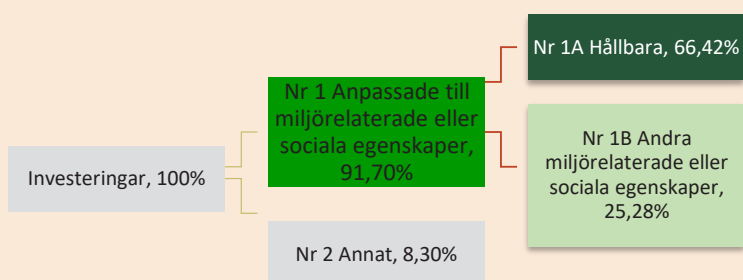 Investeringar, 100%
Nr 1 Anpassade till
miljörelaterade eller
sociala egenskaper,
91,70%
Nr 2 Annat, 8,30%
Nr 1A Hållbara, 66,42%
Nr 1B Andra
miljörelaterade eller
sociala egenskaper,
25,28%